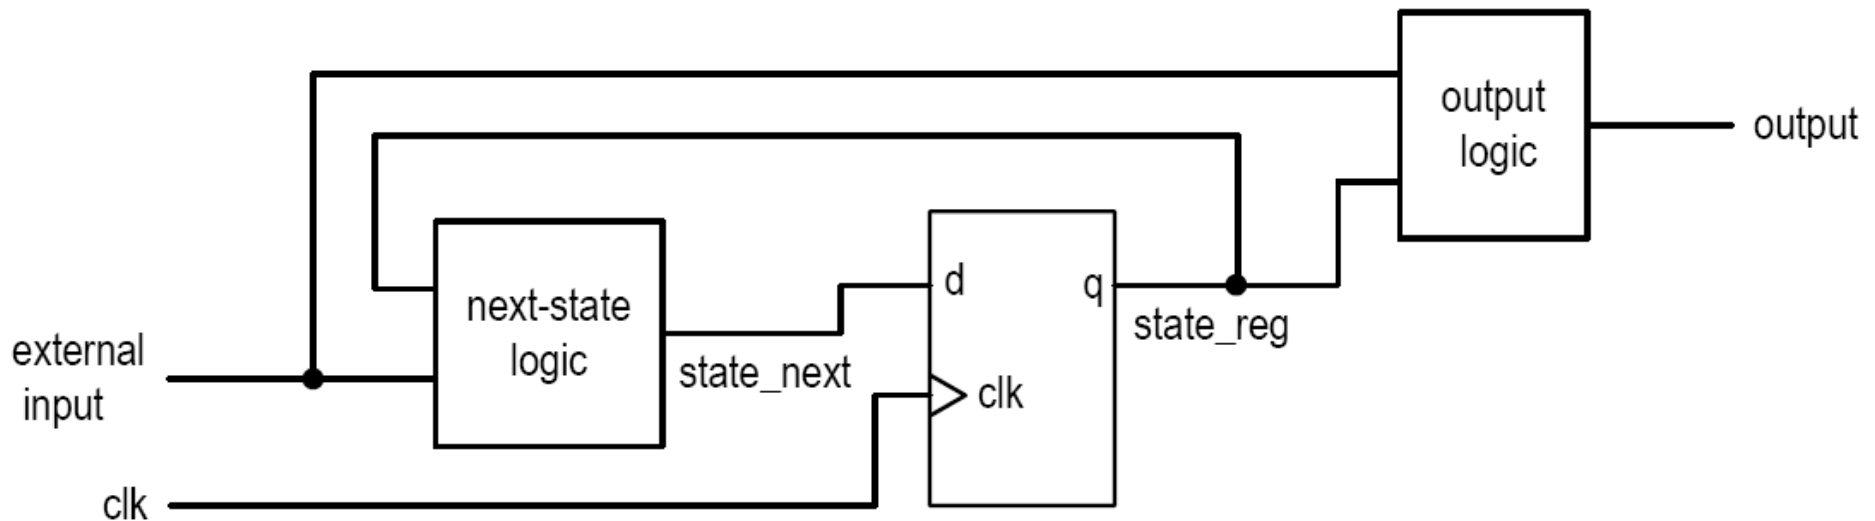 output
logic
output
d
q
next-state
logic
state_reg
external
input
state_next
clk
clk